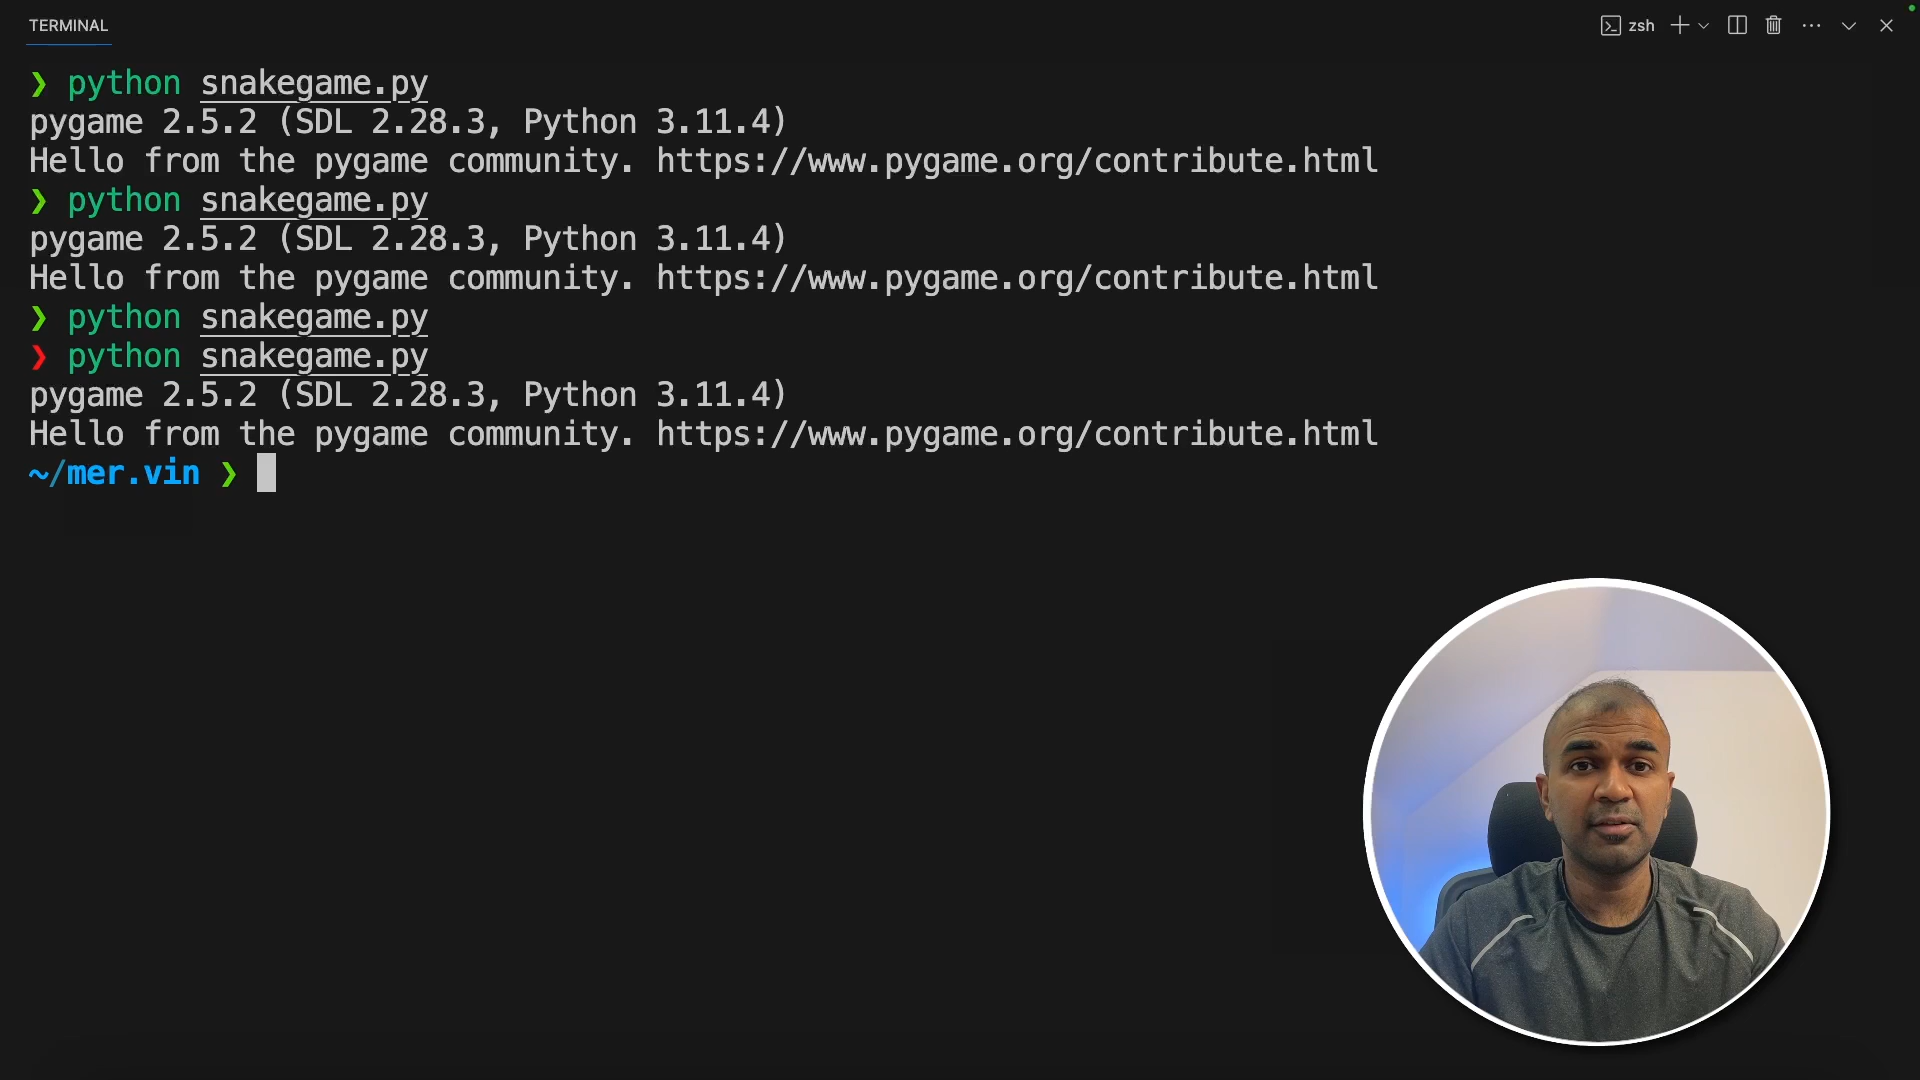 TERMINAL
zsh
❯ python snakegame.py
pygame 2.5.2 (SDL 2.28.3, Python 3.11.4)
Hello from the pygame community. https://www.pygame.org/contribute.html
❯ python snakegame.py
pygame 2.5.2 (SDL 2.28.3, Python 3.11.4)
Hello from the pygame community. https://www.pygame.org/contribute.html
❯ python snakegame.py
❯ python snakegame.py
pygame 2.5.2 (SDL 2.28.3, Python 3.11.4)
Hello from the pygame community. https://www.pygame.org/contribute.html
~/mer.vin ❯